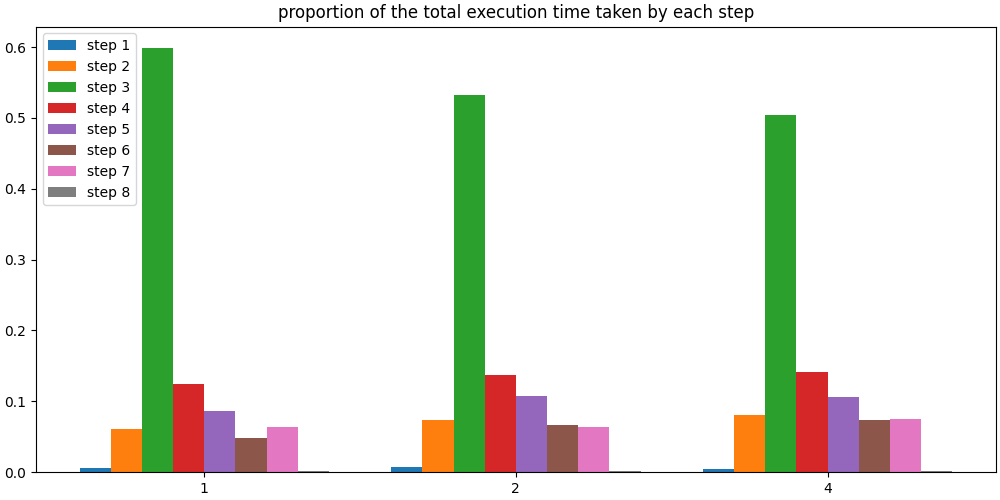 proportion of the total execution time taken by each step
step 1
step 2
step 3
step 4
step 5
step 6
step 7
step 8
0.6
0.5
0.4
0.3
0.2
0.1
0.0
1 2 4